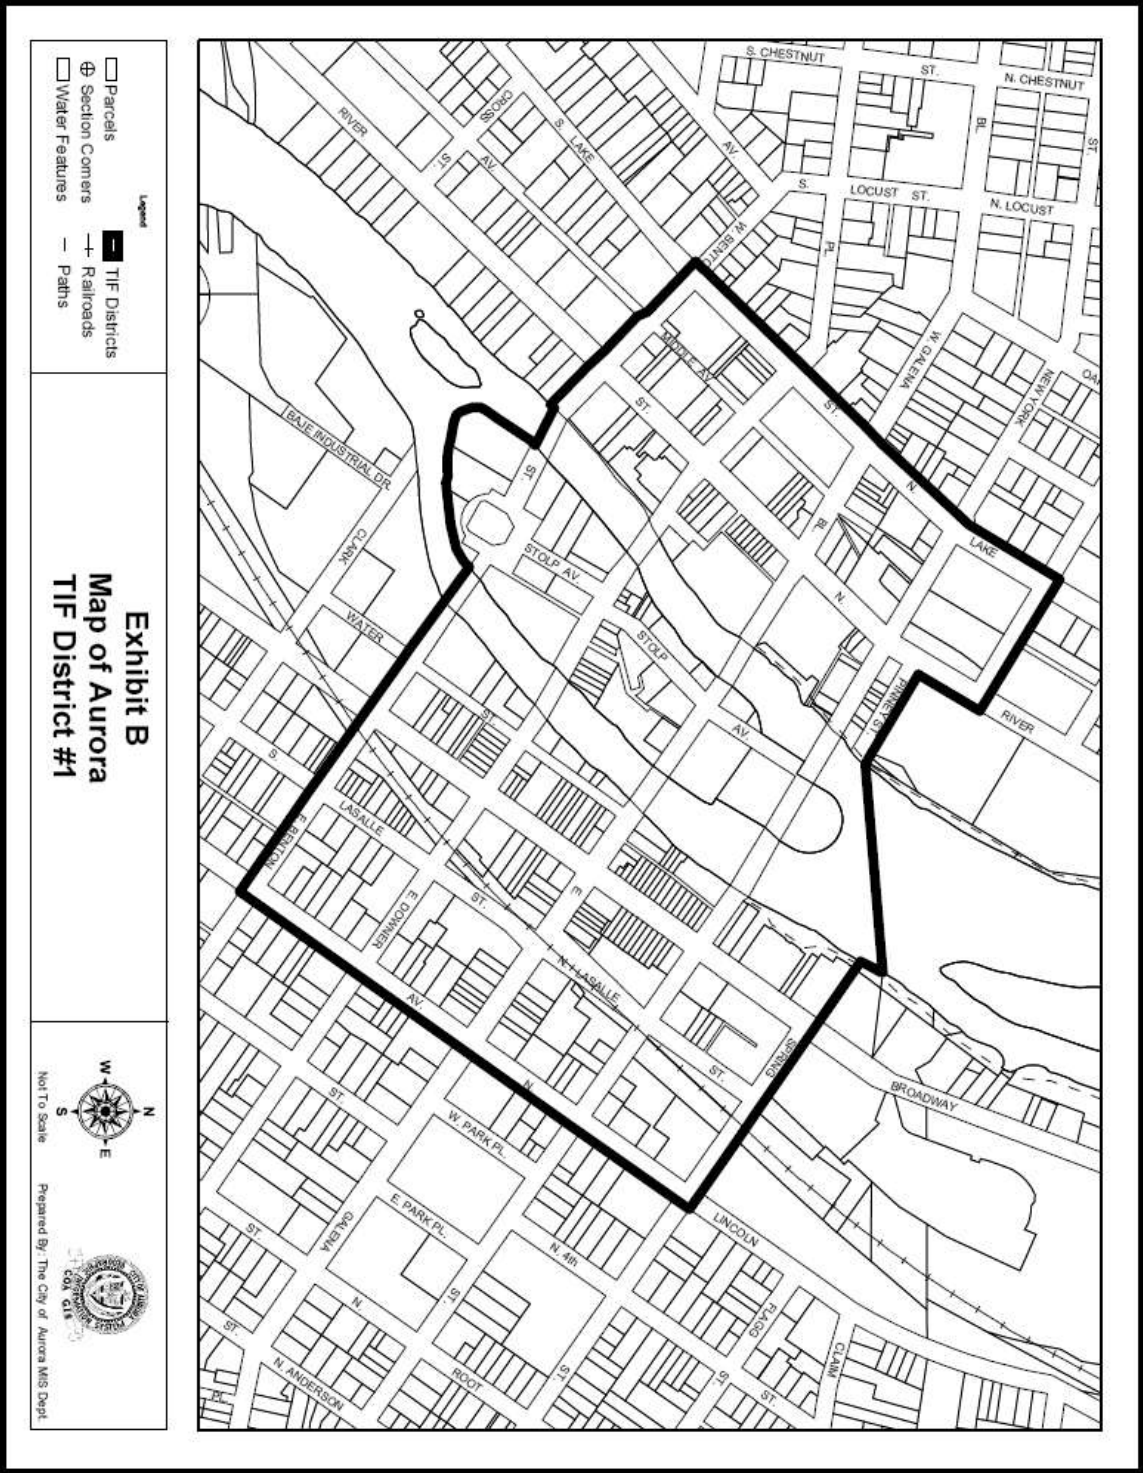 Exhibit B
Map of Aurora
TIF District #1
Legend
Parcels
TIF Districts
Section Corners
Railroads
Water Features
Paths
N
W
E
S
Not To Scale
Prepared By: The City of Aurora MIS Dept.
COA GIS
S. CHESTNUT
ST.
N. CHESTNUT
ST.
BL.
CROSS
ST.
RIVER
AV.
S. LAKE
AV.
S.
LOCUST
ST.
N. LOCUST
PL.
W. BENTON
W. GALENA
NEW YORK
MIDDLE AV.
ST.
ST.
N.
BL.
LAKE
ST.
STOLP AV.
STOLP
AV.
N.
PINNEY ST.
RIVER
BAJE INDUSTRIAL DR.
CLARK
WATER
ST.
S.
LASALLE
E. BENTON
E. DOWNER
ST.
E.
N. LASALLE
ST.
SPRING
BROADWAY
AV.
N.
LINCOLN
ST.
W. PARK PL.
E. PARK PL.
GALENA
N. 4th
ST.
ST.
N.
ST.
N. ANDERSON
PL.
ROOT
ST.
FLAGG
ST.
ST.
CLAIM